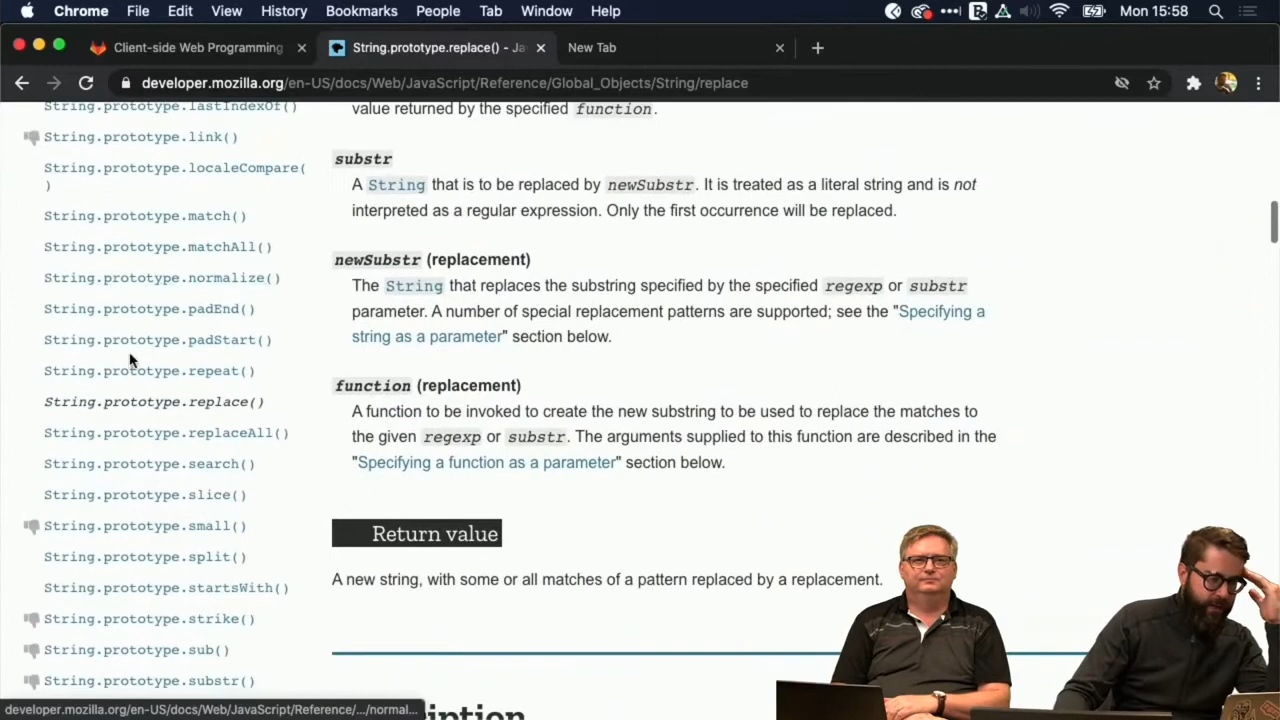 Chrome File Edit View History Bookmarks People Tab Window Help Mon 15:58
Client-side Web Programming String.prototype.replace() - Ja New Tab
developer.mozilla.org/en-US/docs/Web/JavaScript/Reference/Global_Objects/String/replace
String.prototype.lastIndexOf()
String.prototype.link()
String.prototype.localeCompare(
)
String.prototype.match()
String.prototype.matchAll()
String.prototype.normalize()
String.prototype.padEnd()
String.prototype.padStart()
String.prototype.repeat()
String.prototype.replace()
String.prototype.replaceAll()
String.prototype.search()
String.prototype.slice()
String.prototype.small()
String.prototype.split()
String.prototype.startsWith()
String.prototype.strike()
String.prototype.sub()
String.prototype.substr()
value returned by the specified function.
substr
A String that is to be replaced by newSubstr. It is treated as a literal string and is not
interpreted as a regular expression. Only the first occurrence will be replaced.
newSubstr (replacement)
The String that replaces the substring specified by the specified regexp or substr
parameter. A number of special replacement patterns are supported; see the "Specifying a
string as a parameter" section below.
function (replacement)
A function to be invoked to create the new substring to be used to replace the matches to
the given regexp or substr. The arguments supplied to this function are described in the
"Specifying a function as a parameter" section below.
Return value
A new string, with some or all matches of a pattern replaced by a replacement.
developer.mozilla.org/en-US/docs/Web/JavaScript/Reference/.../normal...